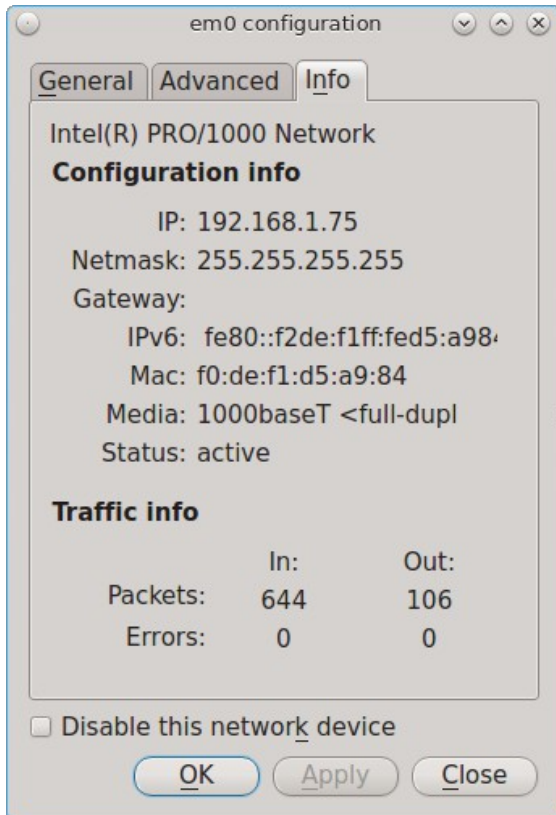 em0 configuration
General Advanced Info
Intel(R) PRO/1000 Network
Configuration info
IP: 192.168.1.75
Netmask: 255.255.255.255
Gateway:
IPv6: fe80::f2de:f1ff:fed5:a984
Mac: f0:de:f1:d5:a9:84
Media: 1000baseT <full-dupl
Status: active
Traffic info
In: Out:
Packets: 644 106
Errors: 0 0
Disable this network device
OK Apply Close